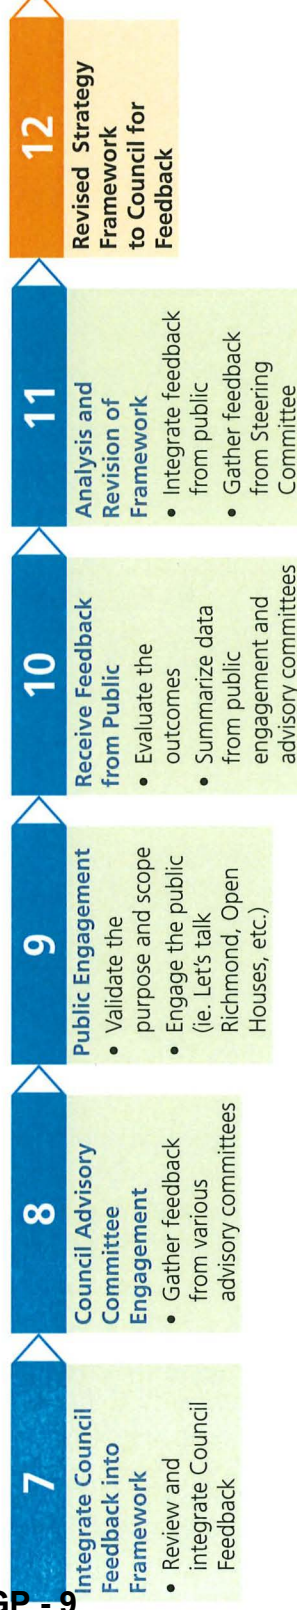 7
Integrate Council
Feedback into
Framework
• Review and
integrate Council
Feedback
8
Council Advisory
Committee
Engagement
• Gather feedback
from various
advisory committees
9
Public Engagement
• Validate the
purpose and scope
• Engage the public
(ie. Let's talk
Richmond, Open
Houses, etc.)
10
Receive Feedback
from Public
• Evaluate the
outcomes
• Summarize data
from public
engagement and
advisory committees
11
Analysis and
Revision of
Framework
• Integrate feedback
from public
• Gather feedback
from Steering
Committee
12
Revised Strategy
Framework
to Council for
Feedback
GP - 9